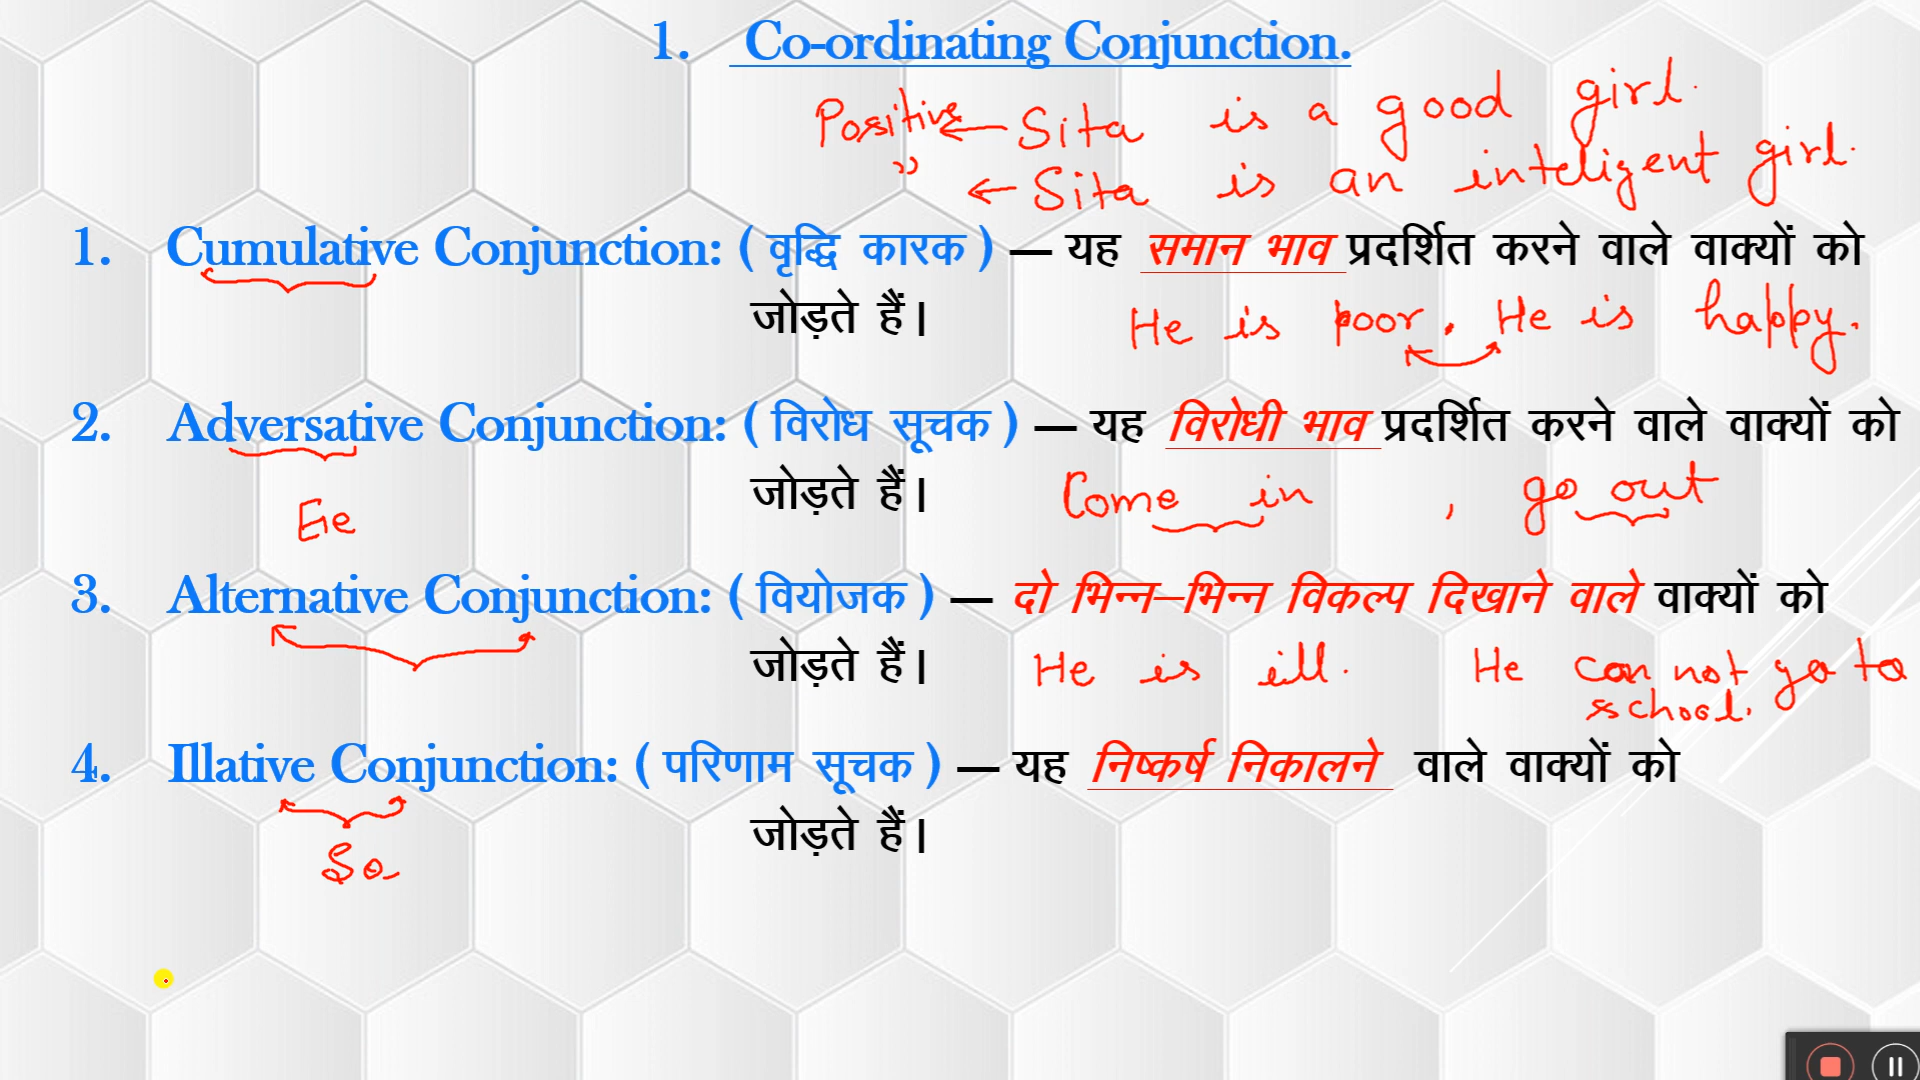 1. Co-ordinating Conjunction.
Positive ← Sita is a good girl.
" ← Sita is an inteligent girl.
1. Cumulative Conjunction: ( वृद्धि कारक ) — यह समान भाव प्रदर्शित करने वाले वाक्यों को
जोड़ते हैं।
He is poor. He is happy.
2. Adversative Conjunction: ( विरोध सूचक ) — यह विरोधी भाव प्रदर्शित करने वाले वाक्यों को
जोड़ते हैं।
Come in , go out
3. Alternative Conjunction: ( वियोजक ) — दो भिन्न–भिन्न विकल्प दिखाने वाले वाक्यों को
जोड़ते हैं।
He is ill. He can not go to
school.
4. Illative Conjunction: ( परिणाम सूचक ) — यह निष्कर्ष निकालने वाले वाक्यों को
जोड़ते हैं।
So